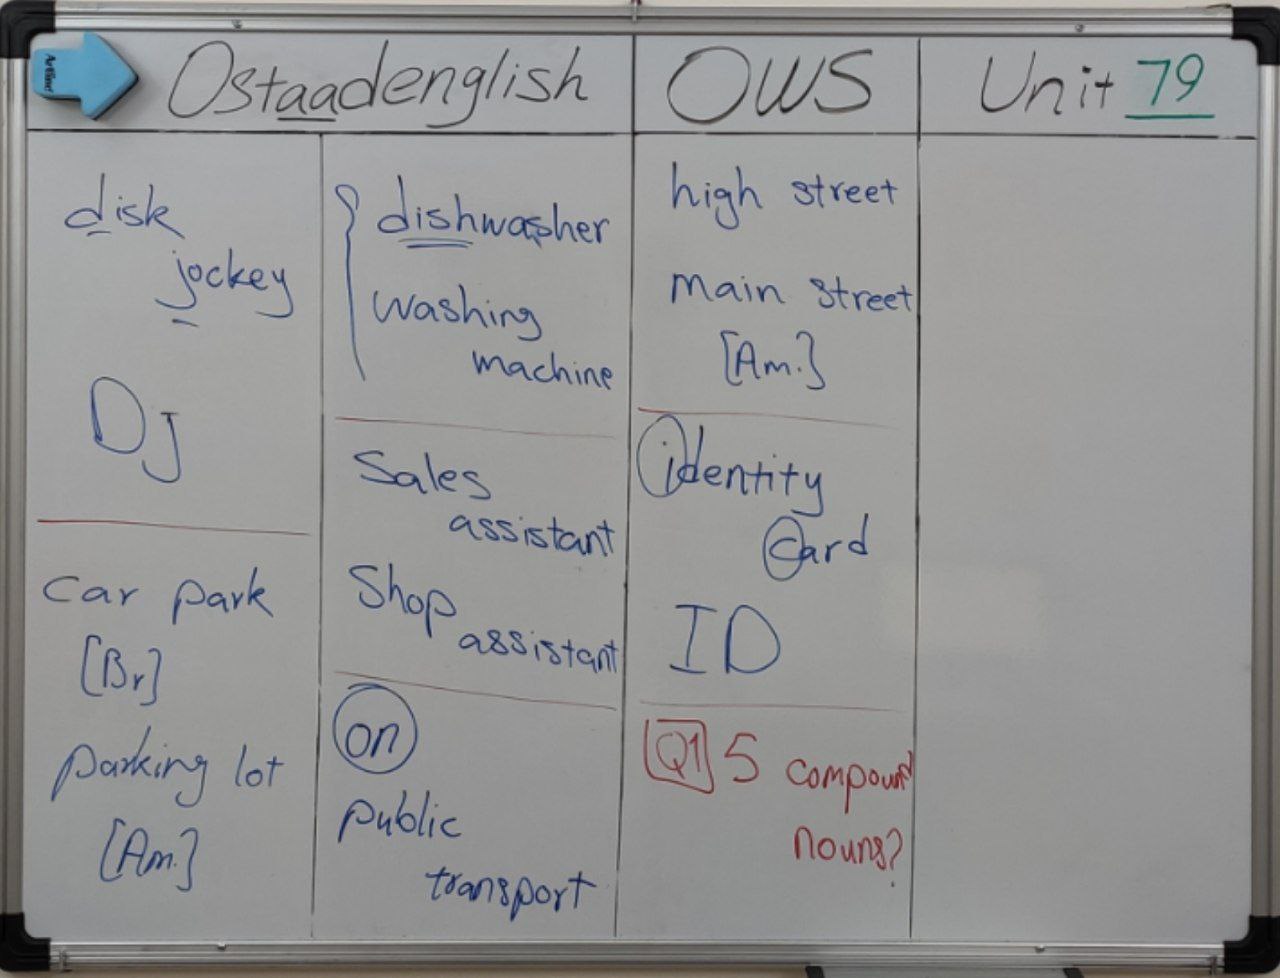 Ostaadenglish
OWS
Unit 79
disk
jockey
DJ
car park
[Br]
parking lot
[Am.]
dishwasher
washing
machine
Sales
assistant
Shop
assistant
on
public
transport
high street
main street
[Am.]
identity
card
ID
Q1 5 compound
nouns?